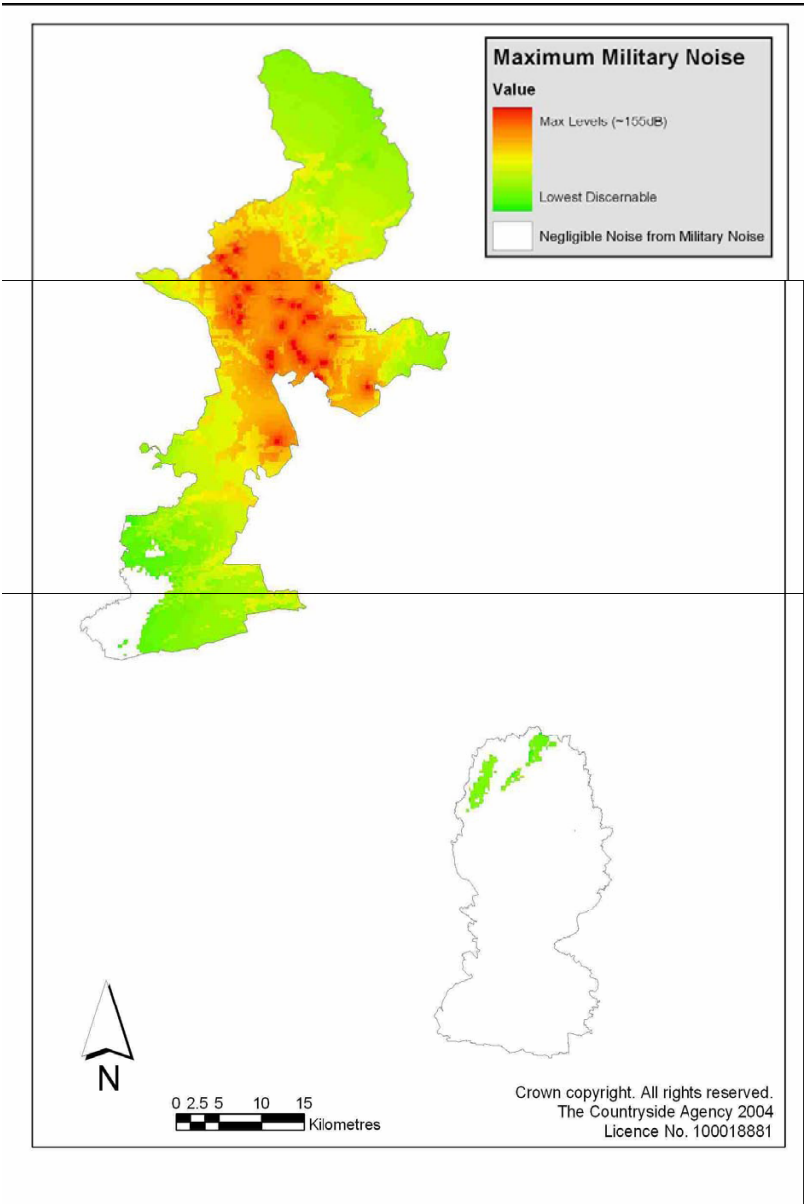 Maximum Military Noise
Value
Max Levels (~155dB)
Lowest Discernable
Negligible Noise from Military Noise
N
0 2.5 5 10 15
Kilometres
Crown copyright. All rights reserved.
The Countryside Agency 2004
Licence No. 100018881